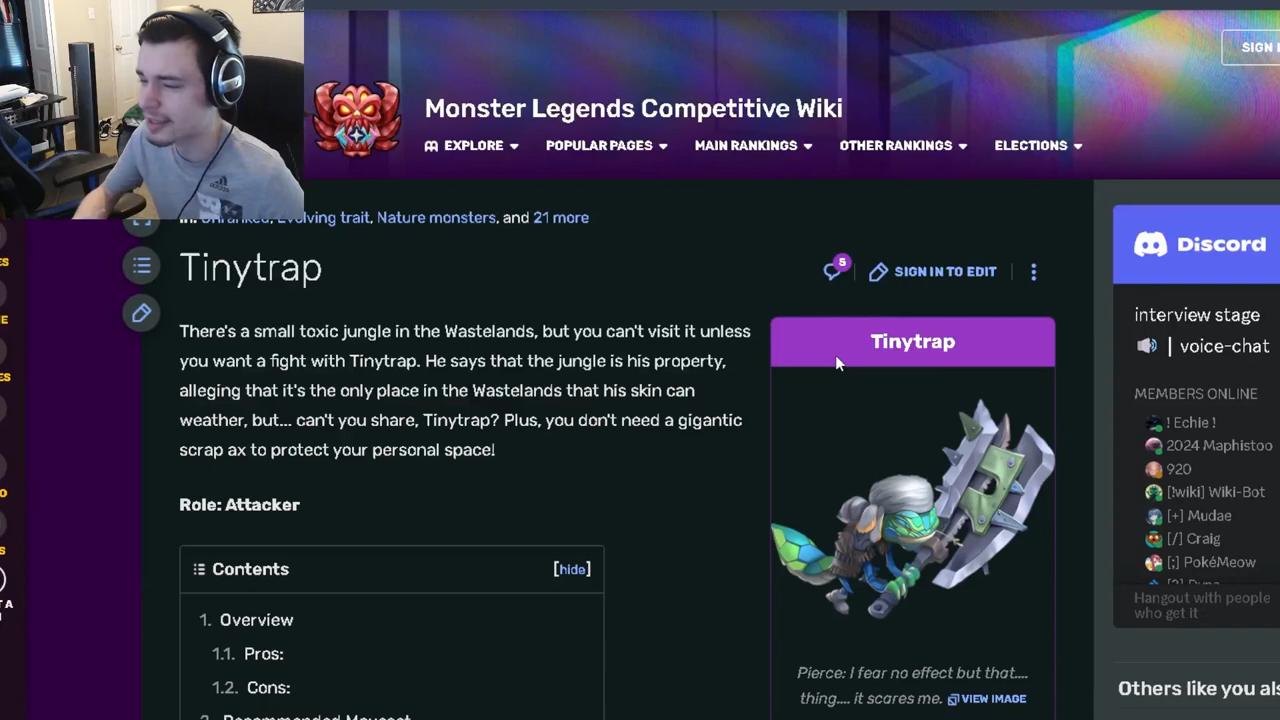 SIGN
Monster Legends Competitive Wiki
EXPLORE
POPULAR PAGES
MAIN RANKINGS
OTHER RANKINGS
ELECTIONS
in: Unranked, Evolving trait, Nature monsters, and 21 more
Tinytrap
5
SIGN IN TO EDIT
There's a small toxic jungle in the Wastelands, but you can't visit it unless
you want a fight with Tinytrap. He says that the jungle is his property,
alleging that it's the only place in the Wastelands that his skin can
weather, but... can't you share, Tinytrap? Plus, you don't need a gigantic
scrap ax to protect your personal space!
Role: Attacker
Contents
[hide]
1. Overview
1.1. Pros:
1.2. Cons:
2. Recommended Moveset
Tinytrap
Pierce: I fear no effect but that....
thing.... it scares me. VIEW IMAGE
Discord
interview stage
| voice-chat
MEMBERS ONLINE
! Echie !
2024 Maphistoo
920
[!wiki] Wiki-Bot
[+] Mudae
[/] Craig
[;] PokéMeow
Hangout with people
who get it
Others like you als